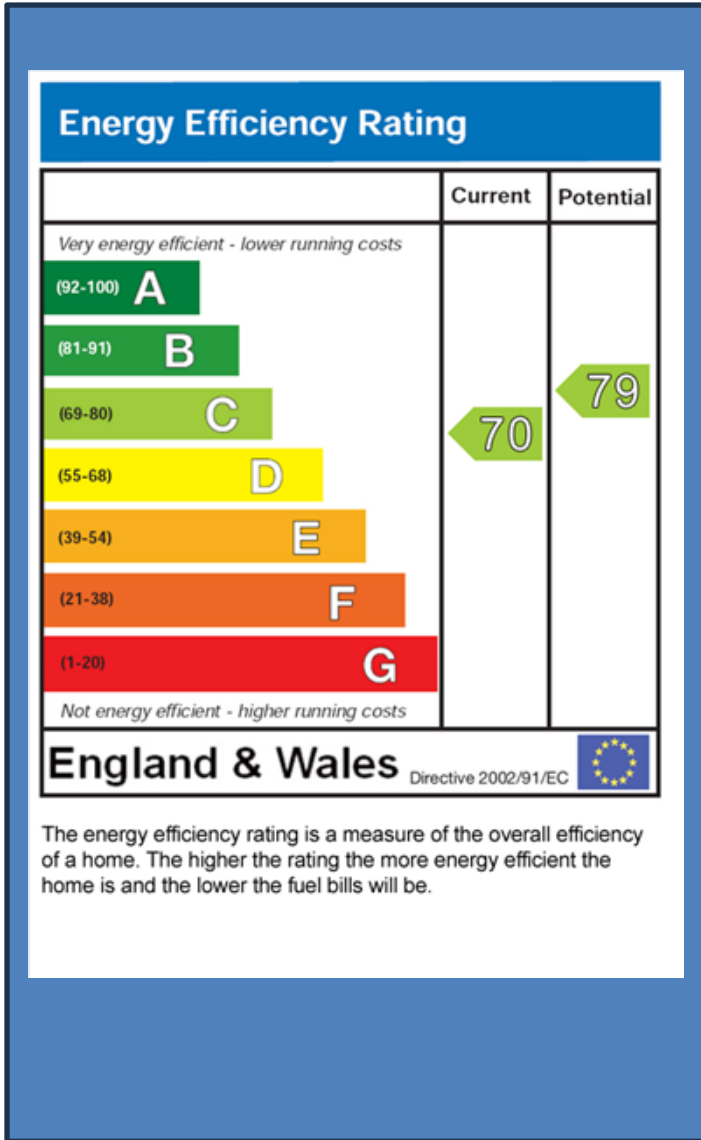 Energy Efficiency Rating
Current Potential
Very energy efficient - lower running costs
(92-100) A
(81-91) B
(69-80) C
79
70
(55-68) D
(39-54) E
(21-38) F
(1-20) G
Not energy efficient - higher running costs
England & Wales Directive 2002/91/EC
The energy efficiency rating is a measure of the overall efficiency
of a home. The higher the rating the more energy efficient the
home is and the lower the fuel bills will be.